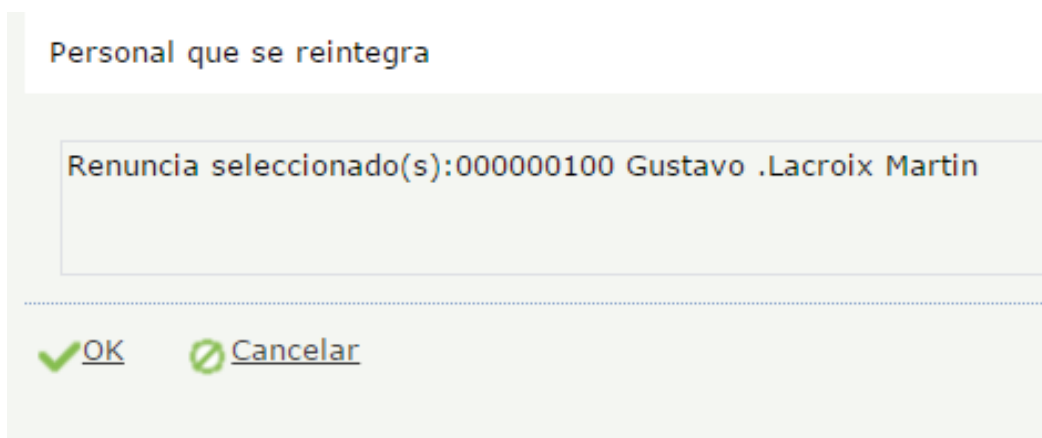 Personal que se reintegra
Renuncia seleccionado(s):000000100 Gustavo .Lacroix Martin
OK Cancelar